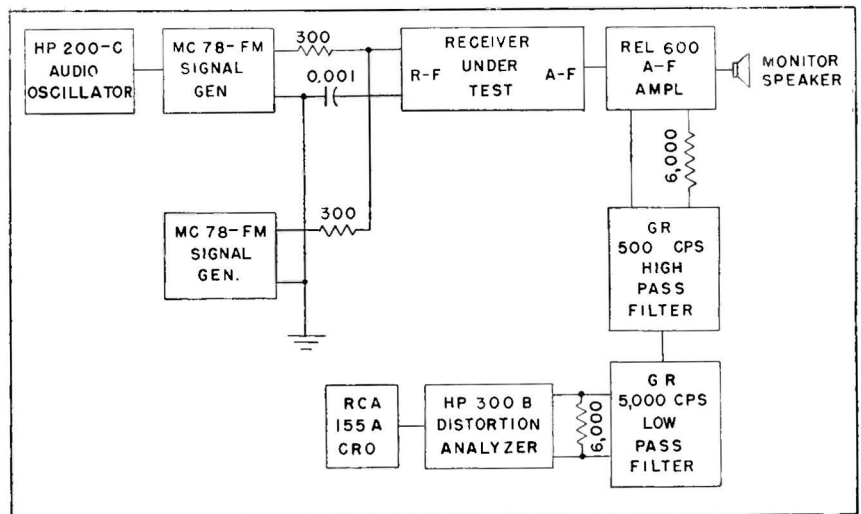 HP 200-C
AUDIO
OSCILLATOR
MC 78-FM
SIGNAL
GEN
300
0.001
R-F
RECEIVER
UNDER
TEST
A-F
REL 600
A-F
AMPL
MONITOR
SPEAKER
6,000
MC 78-FM
SIGNAL
GEN.
300
GR
500 CPS
HIGH
PASS
FILTER
RCA
155 A
CRO
HP 300 B
DISTORTION
ANALYZER
6,000
GR
5,000 CPS
LOW
PASS
FILTER